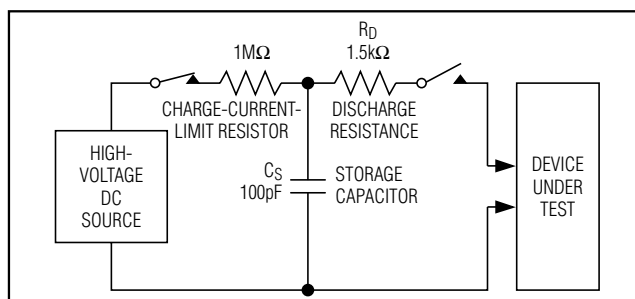 1MΩ
R_D
1.5kΩ
CHARGE-CURRENT-
LIMIT RESISTOR
DISCHARGE
RESISTANCE
HIGH-
VOLTAGE
DC
SOURCE
C_S
100pF
STORAGE
CAPACITOR
DEVICE
UNDER
TEST